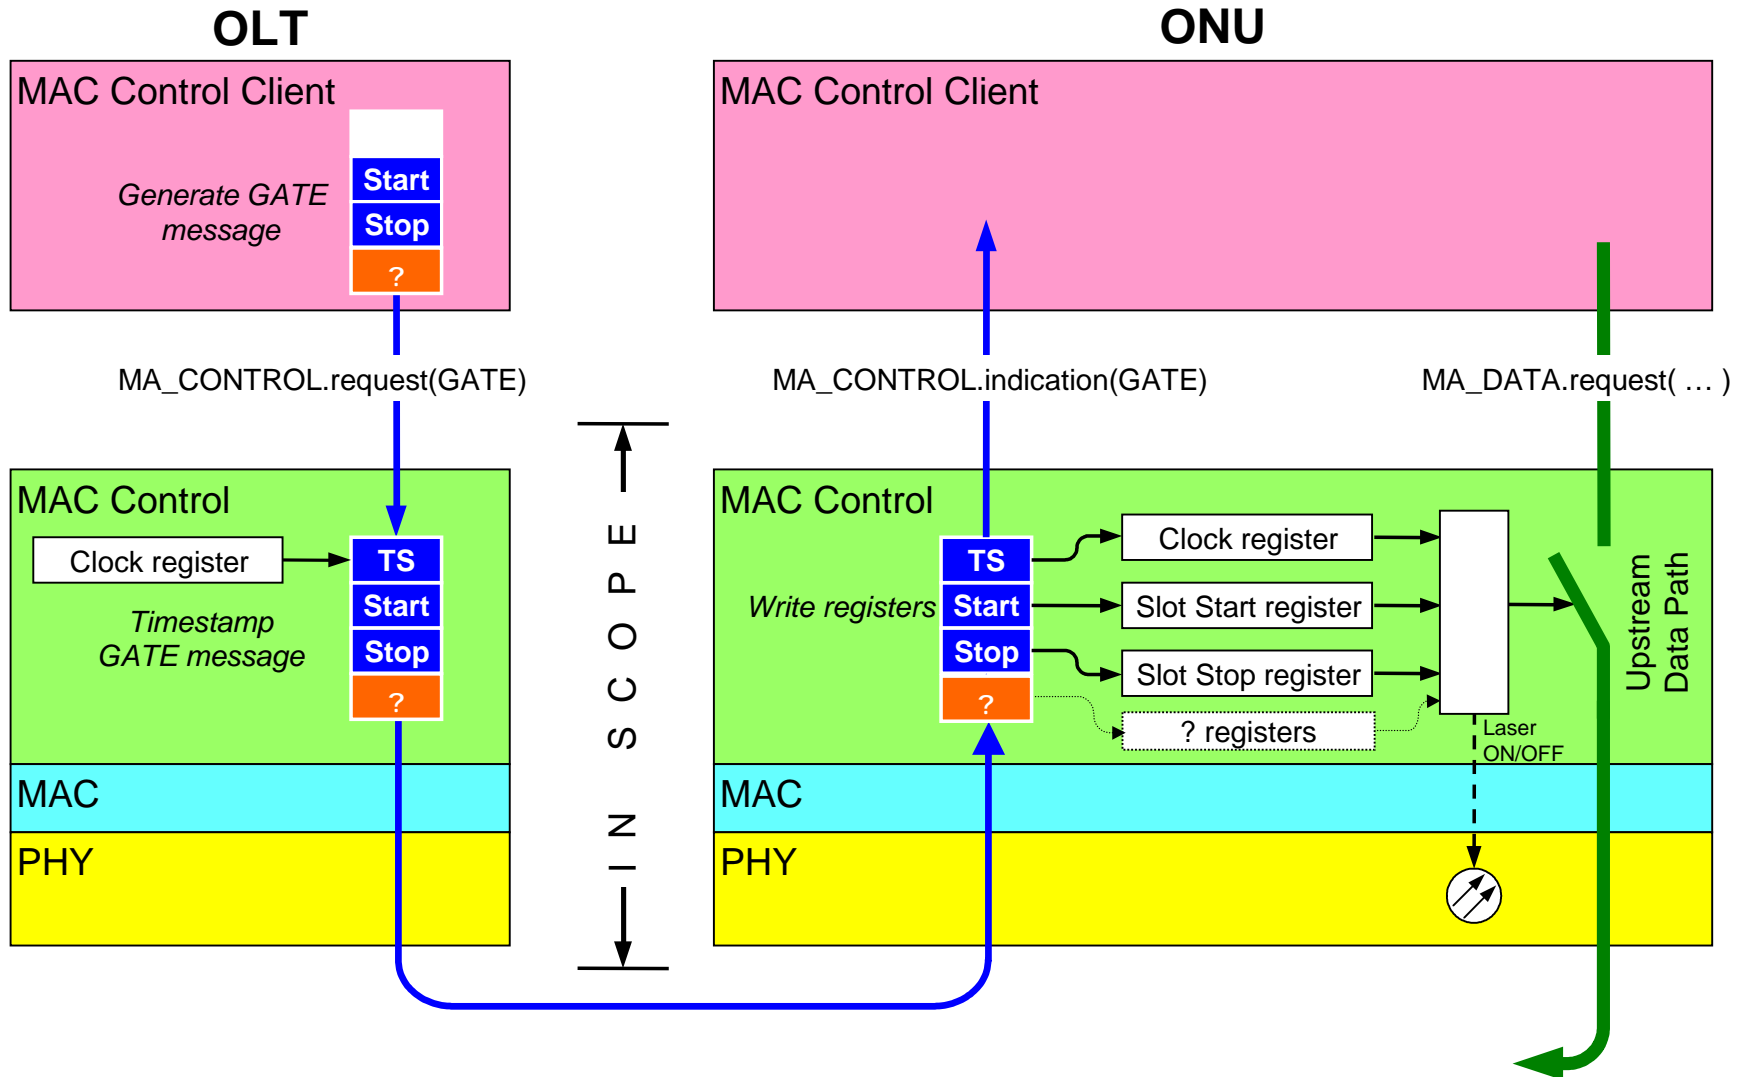 OLT
MAC Control Client
Generate GATE
message
Start
Stop
?
MA_CONTROL.request(GATE)
MAC Control
Clock register
TS
Start
Stop
?
Timestamp
GATE message
MAC
PHY
IN SCOPE
ONU
MAC Control Client
MA_CONTROL.indication(GATE)
MA_DATA.request( … )
MAC Control
Write registers
TS
Start
Stop
?
Clock register
Slot Start register
Slot Stop register
? registers
Laser
ON/OFF
Upstream
Data Path
MAC
PHY